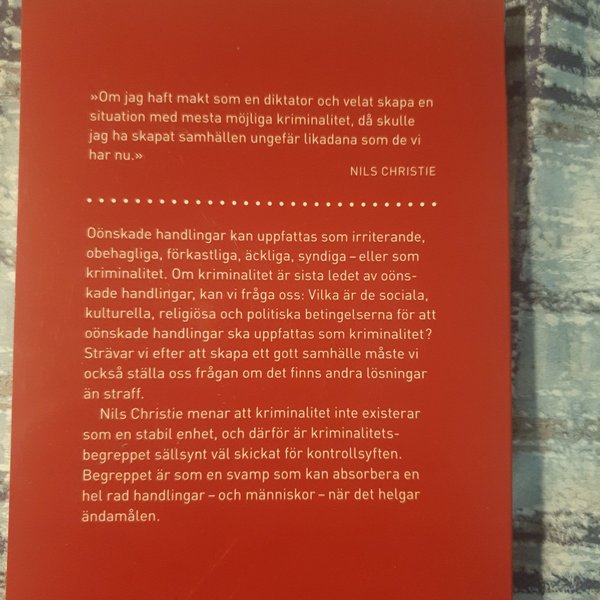 »Om jag haft makt som en diktator och velat skapa en
situation med mesta möjliga kriminalitet, då skulle
jag ha skapat samhällen ungefär likadana som de vi
har nu.»
NILS CHRISTIE
Oönskade handlingar kan uppfattas som irriterande,
obehagliga, förkastliga, äckliga, syndiga – eller som
kriminalitet. Om kriminalitet är sista ledet av oöns-
kade handlingar, kan vi fråga oss: Vilka är de sociala,
kulturella, religiösa och politiska betingelserna för att
oönskade handlingar ska uppfattas som kriminalitet?
Strävar vi efter att skapa ett gott samhälle måste vi
också ställa oss frågan om det finns andra lösningar
än straff.
Nils Christie menar att kriminalitet inte existerar
som en stabil enhet, och därför är kriminalitets-
begreppet sällsynt väl skickat för kontrollsyften.
Begreppet är som en svamp som kan absorbera en
hel rad handlingar – och människor – när det helgar
ändamålen.